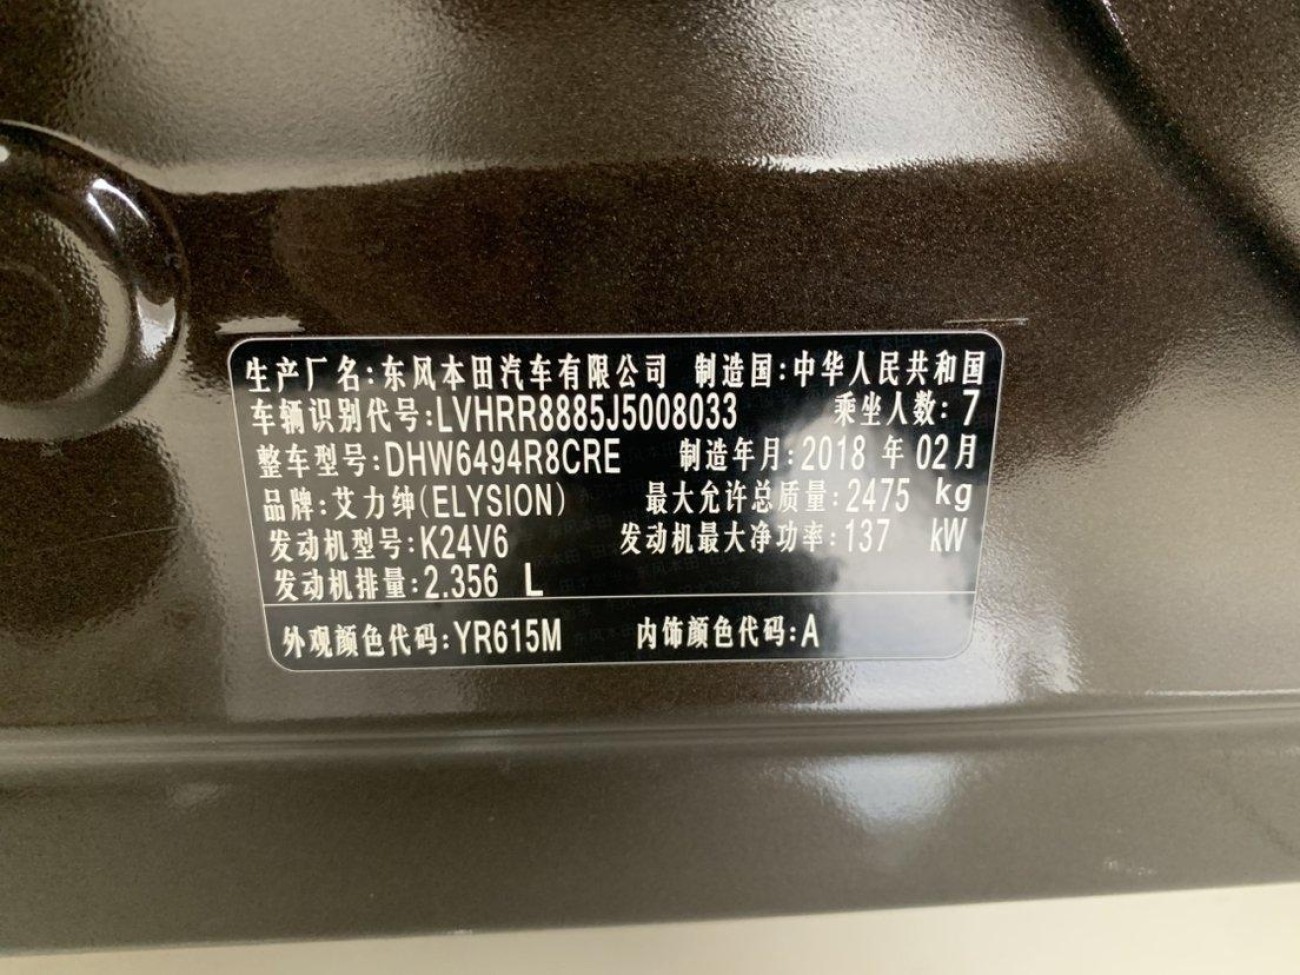 生产厂名:东风本田汽车有限公司 制造国:中华人民共和国
车辆识别代号:LVHRR8885J5008033 乘坐人数:7
整车型号:DHW6494R8CRE 制造年月:2018 年 02月
品牌:艾力绅(ELYSION) 最大允许总质量:2475 kg
发动机型号:K24V6 发动机最大净功率:137 kW
发动机排量:2.356 L
外观颜色代码:YR615M 内饰颜色代码:A